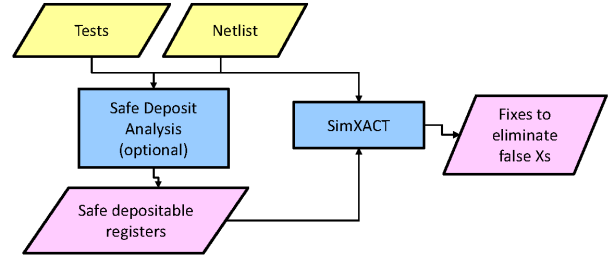 Tests
Netlist
Safe Deposit
Analysis
(optional)
SimXACT
Fixes to
eliminate
false Xs
Safe depositable
registers